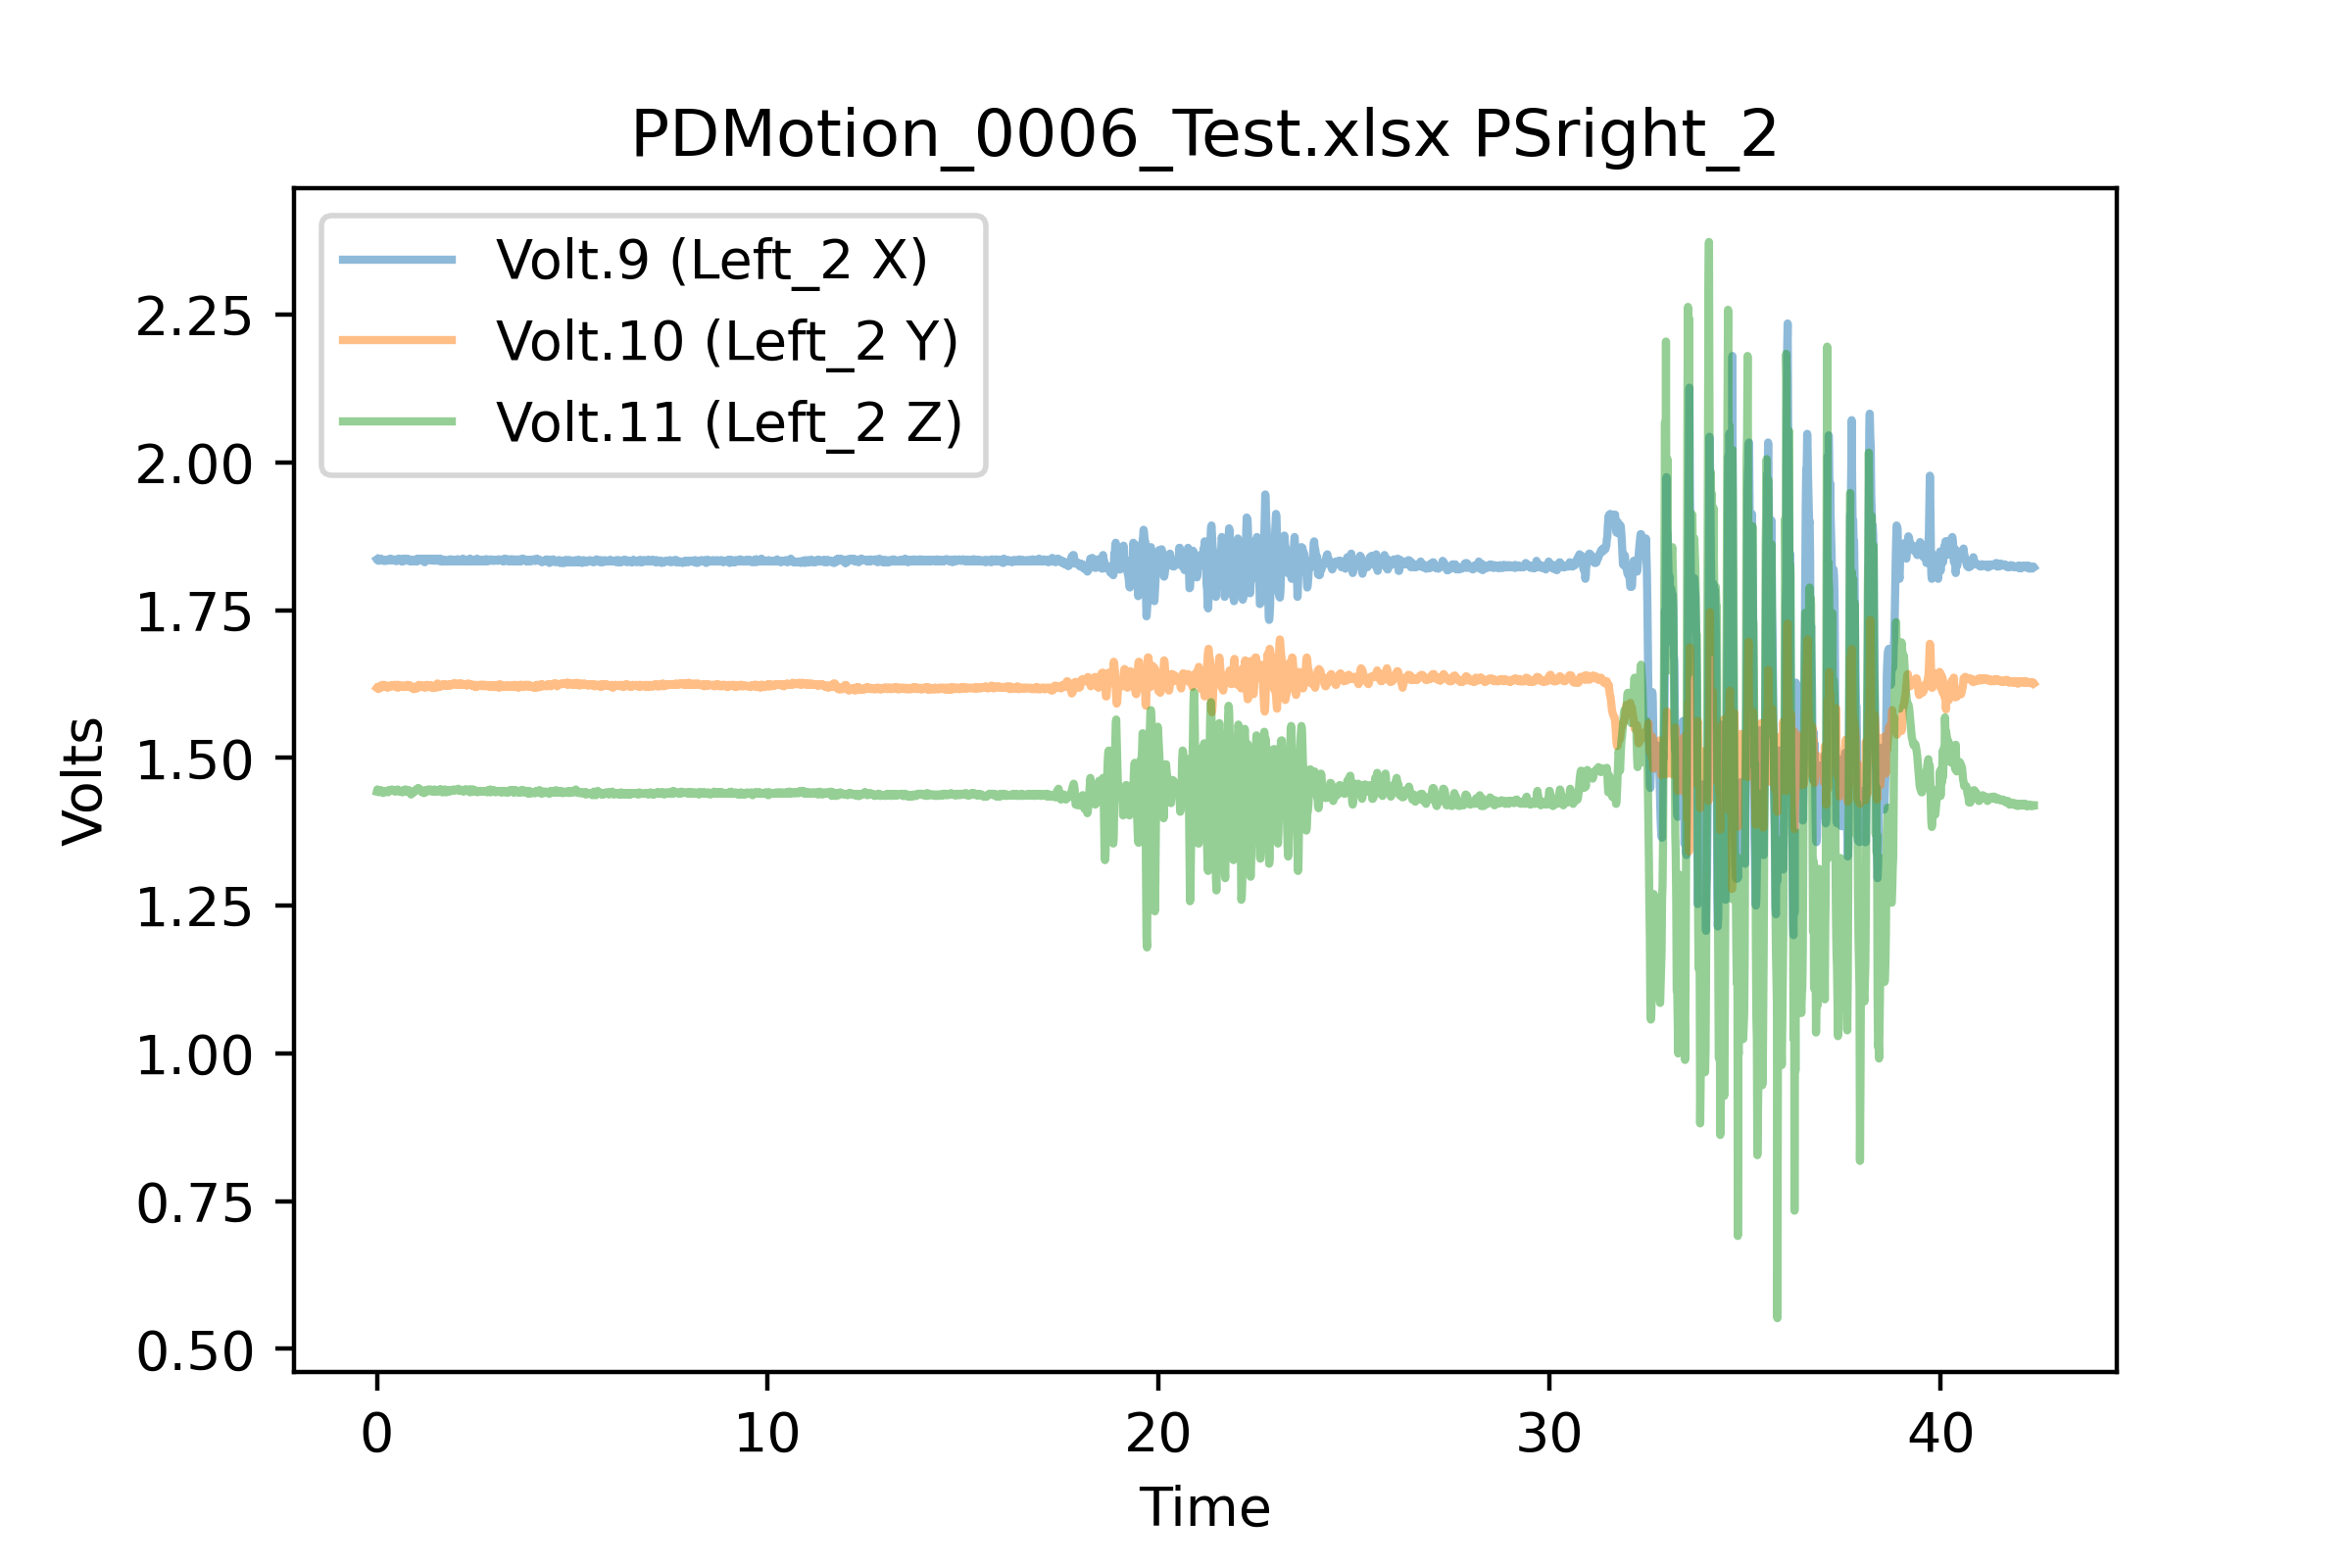 PDMotion_0006_Test.xlsx PSright_2
Volt.9 (Left_2 X)
Volt.10 (Left_2 Y)
Volt.11 (Left_2 Z)
2.25
2.00
1.75
1.50
1.25
1.00
0.75
0.50
Volts
0 10 20 30 40
Time